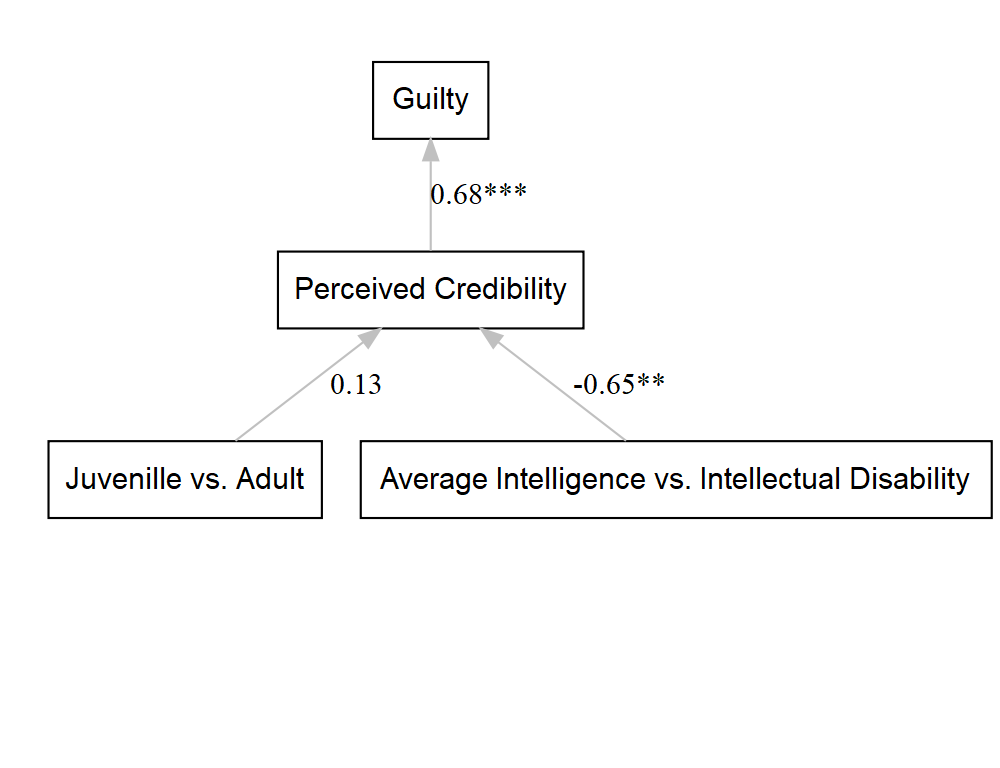 Guilty
0.68***
Perceived Credibility
0.13
-0.65**
Juvenille vs. Adult
Average Intelligence vs. Intellectual Disability